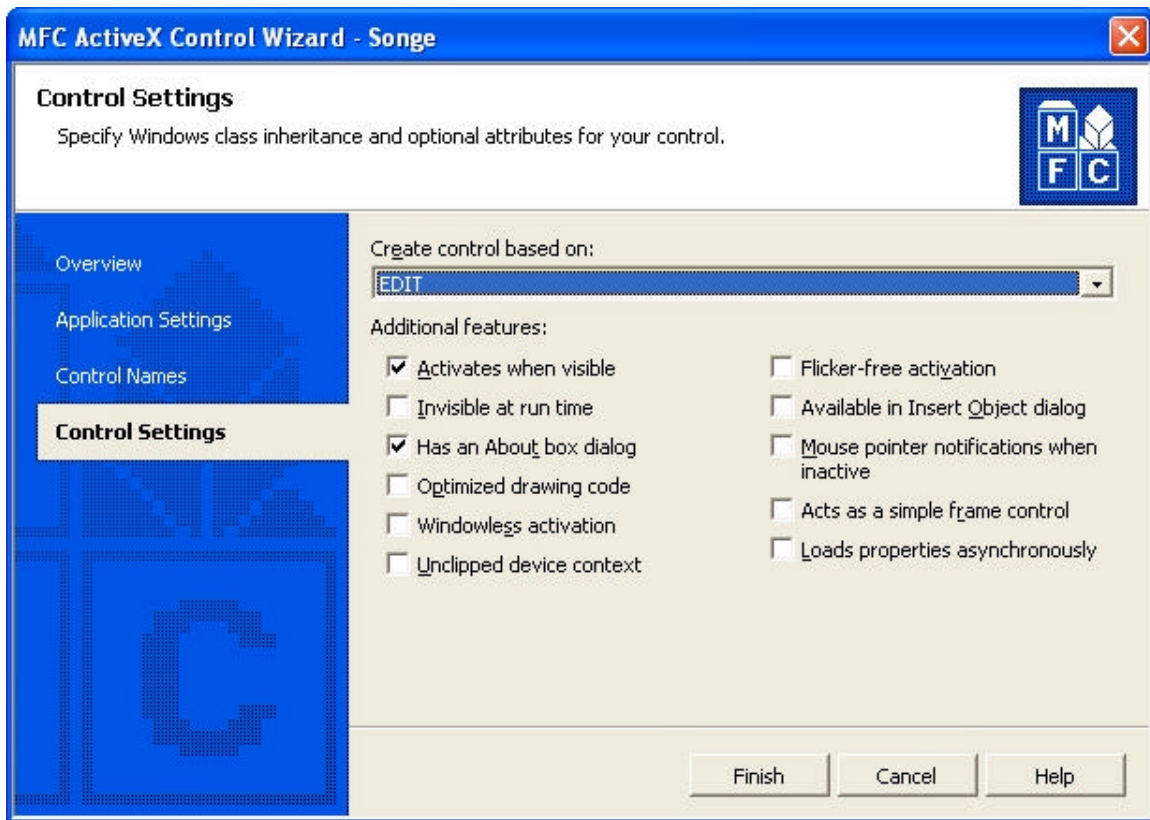 MFC ActiveX Control Wizard - Songe
Control Settings
Specify Windows class inheritance and optional attributes for your control.
M
F C
Overview
Application Settings
Control Names
Control Settings
C
Create control based on:
EDIT
Additional features:
Activates when visible
Invisible at run time
Has an About box dialog
Optimized drawing code
Windowless activation
Unclipped device context
Flicker-free activation
Available in Insert Object dialog
Mouse pointer notifications when
inactive
Acts as a simple frame control
Loads properties asynchronously
Finish
Cancel
Help